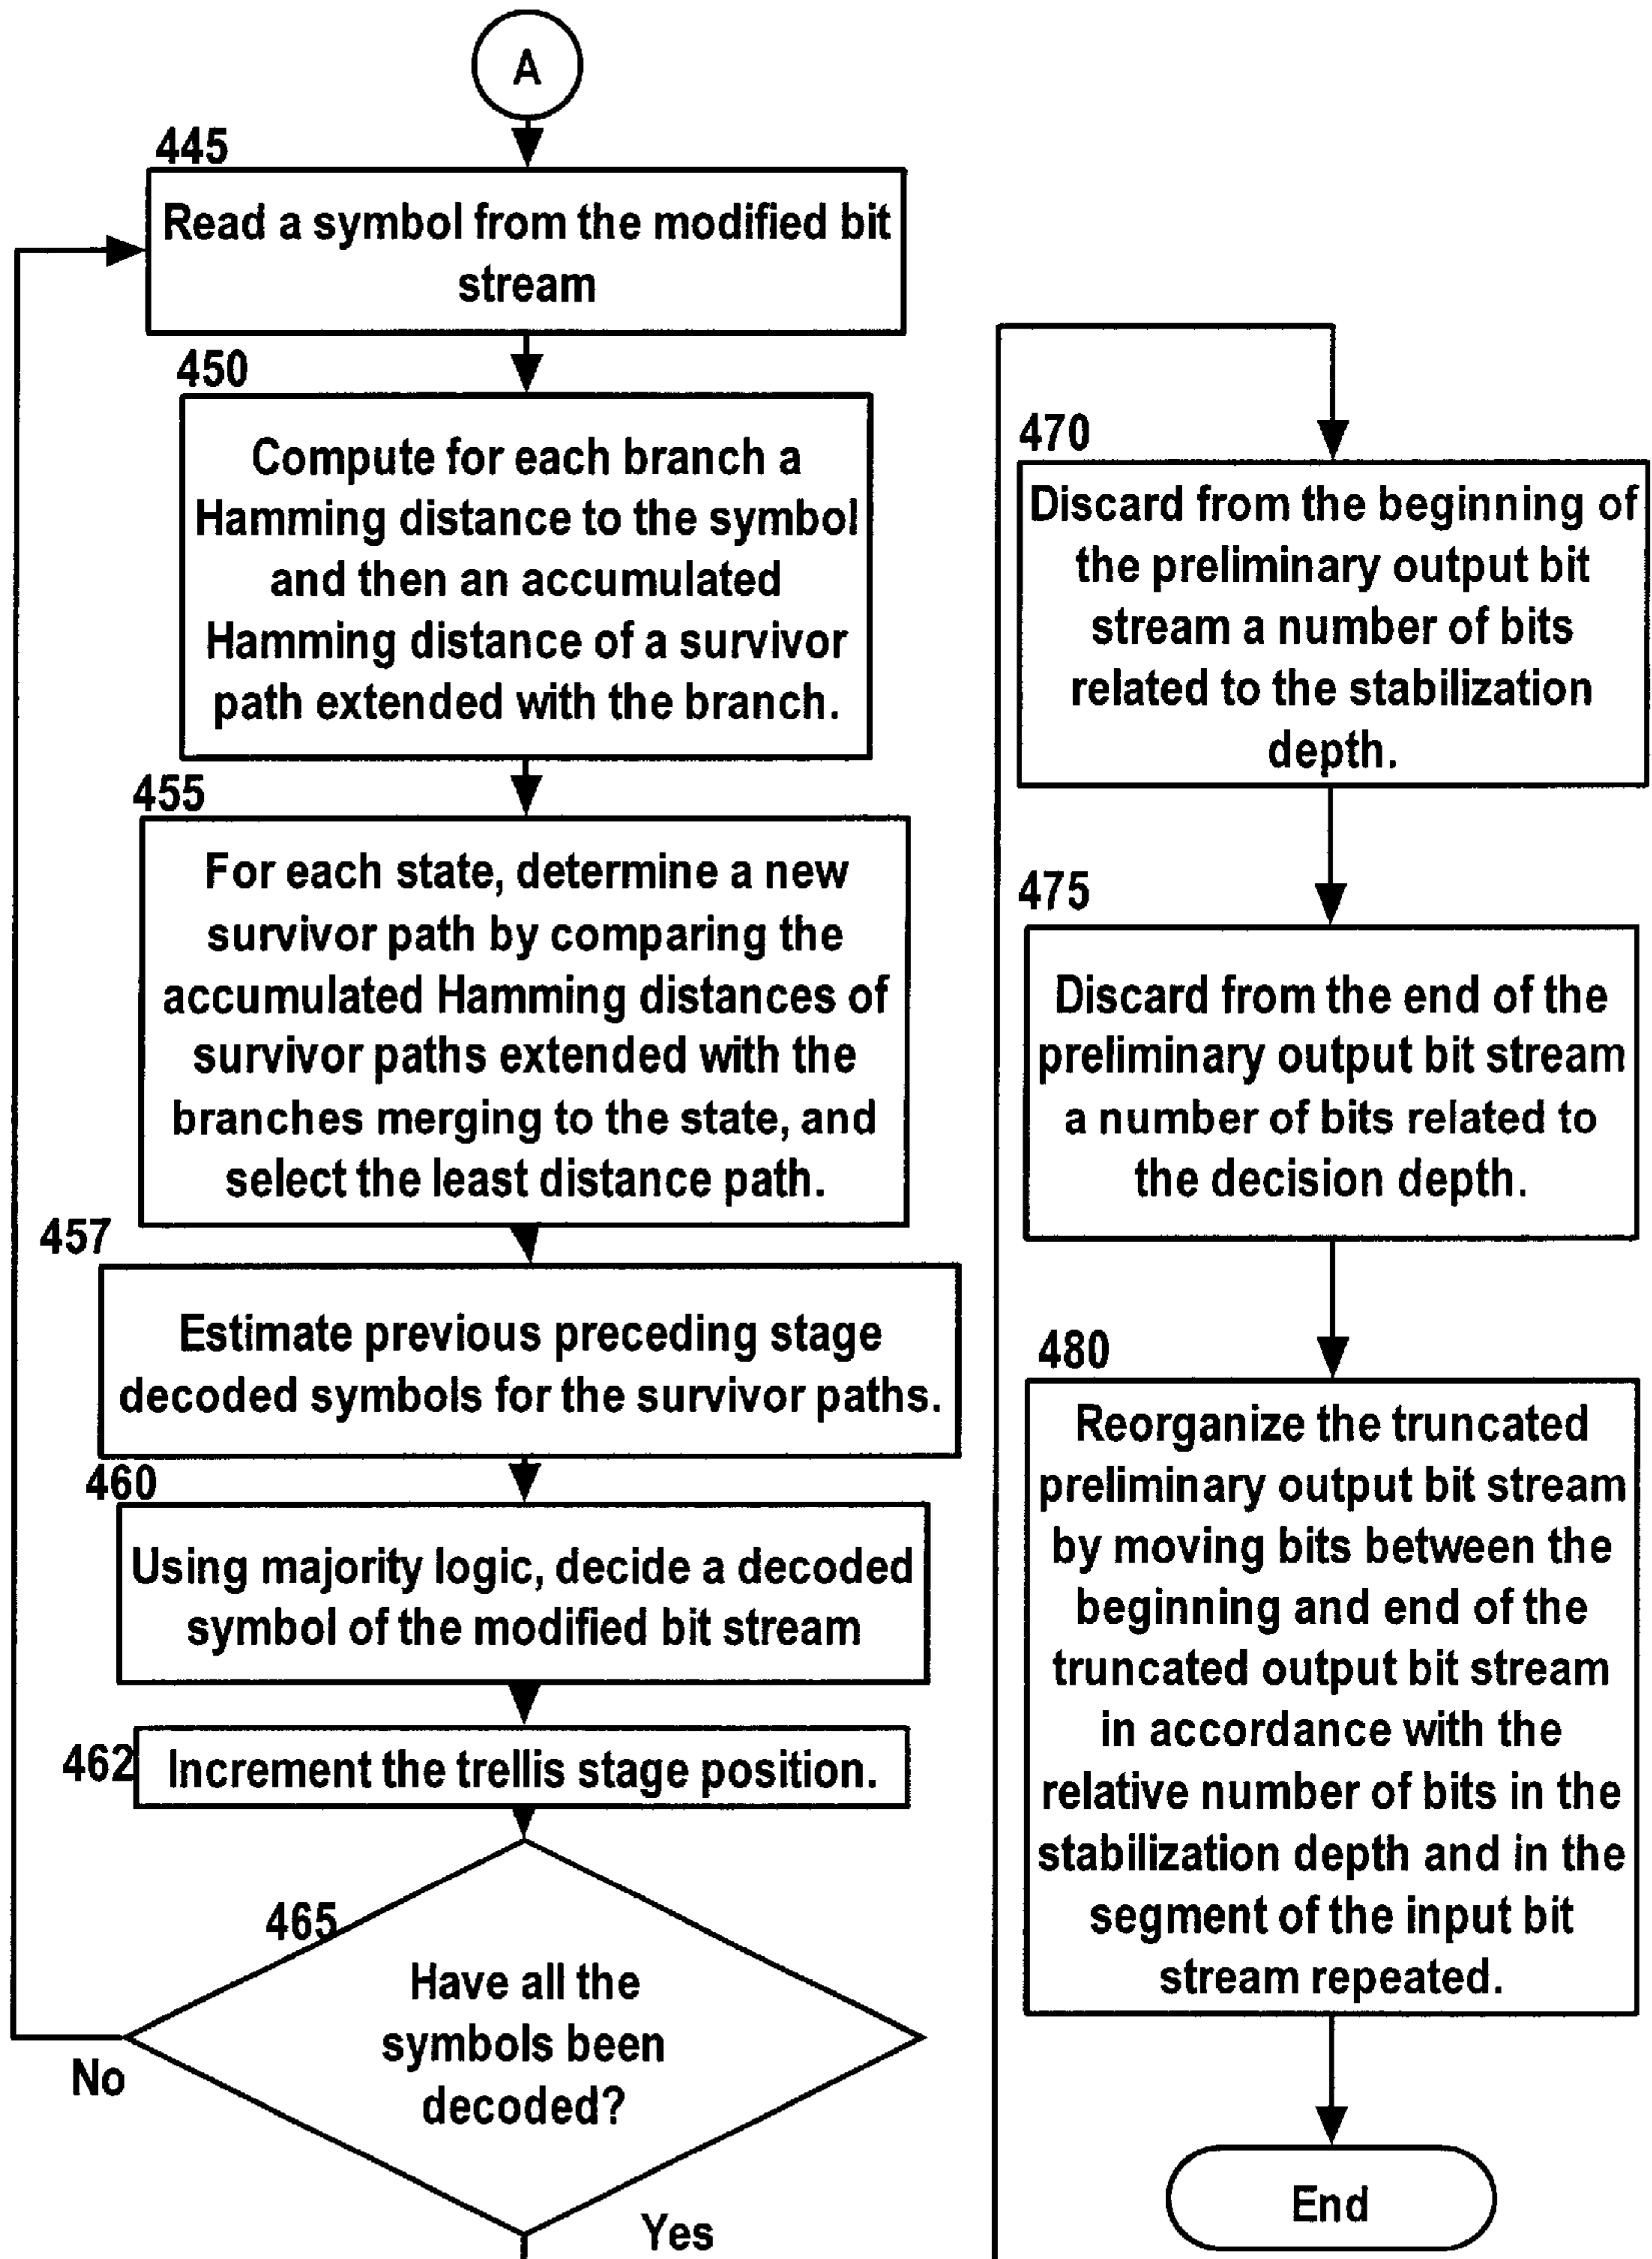 A
445
Read a symbol from the modified bit
stream
450
Compute for each branch a
Hamming distance to the symbol
and then an accumulated
Hamming distance of a survivor
path extended with the branch.
455
For each state, determine a new
survivor path by comparing the
accumulated Hamming distances of
survivor paths extended with the
branches merging to the state, and
select the least distance path.
457
Estimate previous preceding stage
decoded symbols for the survivor paths.
460
Using majority logic, decide a decoded
symbol of the modified bit stream
462
Increment the trellis stage position.
465
Have all the
symbols been
decoded?
No
Yes
470
Discard from the beginning of
the preliminary output bit
stream a number of bits
related to the stabilization
depth.
475
Discard from the end of the
preliminary output bit stream
a number of bits related to
the decision depth.
480
Reorganize the truncated
preliminary output bit stream
by moving bits between the
beginning and end of the
truncated output bit stream
in accordance with the
relative number of bits in the
stabilization depth and in the
segment of the input bit
stream repeated.
End